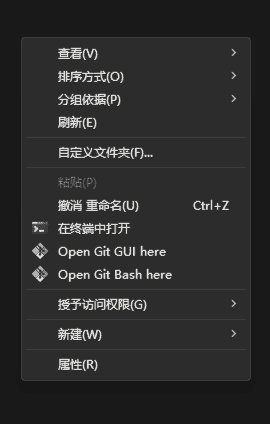 查看(V)
排序方式(O)
分组依据(P)
刷新(E)
自定义文件夹(F)...
粘贴(P)
撤消 重命名(U) Ctrl+Z
在终端中打开
Open Git GUI here
Open Git Bash here
授予访问权限(G)
新建(W)
属性(R)